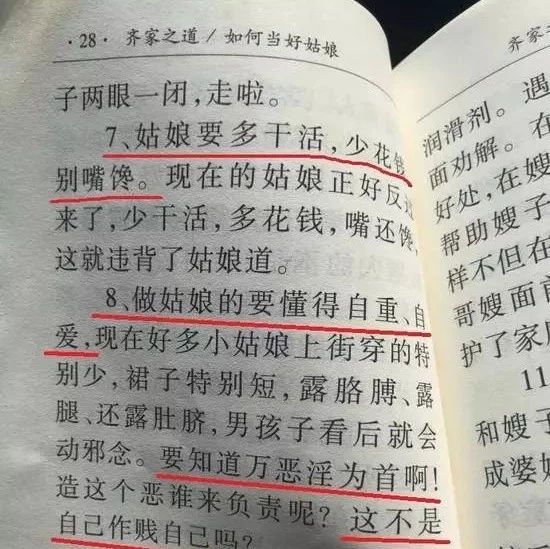 ·28·齐家之道/如何当好姑娘
子两眼一闭,走啦。
7、姑娘要多干活,少花钱
别嘴馋。现在的姑娘正好反过
来了,少干活,多花钱,嘴还馋,
这就违背了姑娘道。
8、做姑娘的要懂得自重、自
爱,现在好多小姑娘上街穿的特
别少,裙子特别短,露胳膊、露
腿、还露肚脐,男孩子看后就会
动邪念。要知道万恶淫为首啊!
造这个恶谁来负责呢?这不是
自己作贱自己吗?
齐家之
润滑剂。遇
面劝解。在
好处,在嫂
帮助嫂子
样不但在
哥嫂面前
护了家
11
和嫂子
成婆